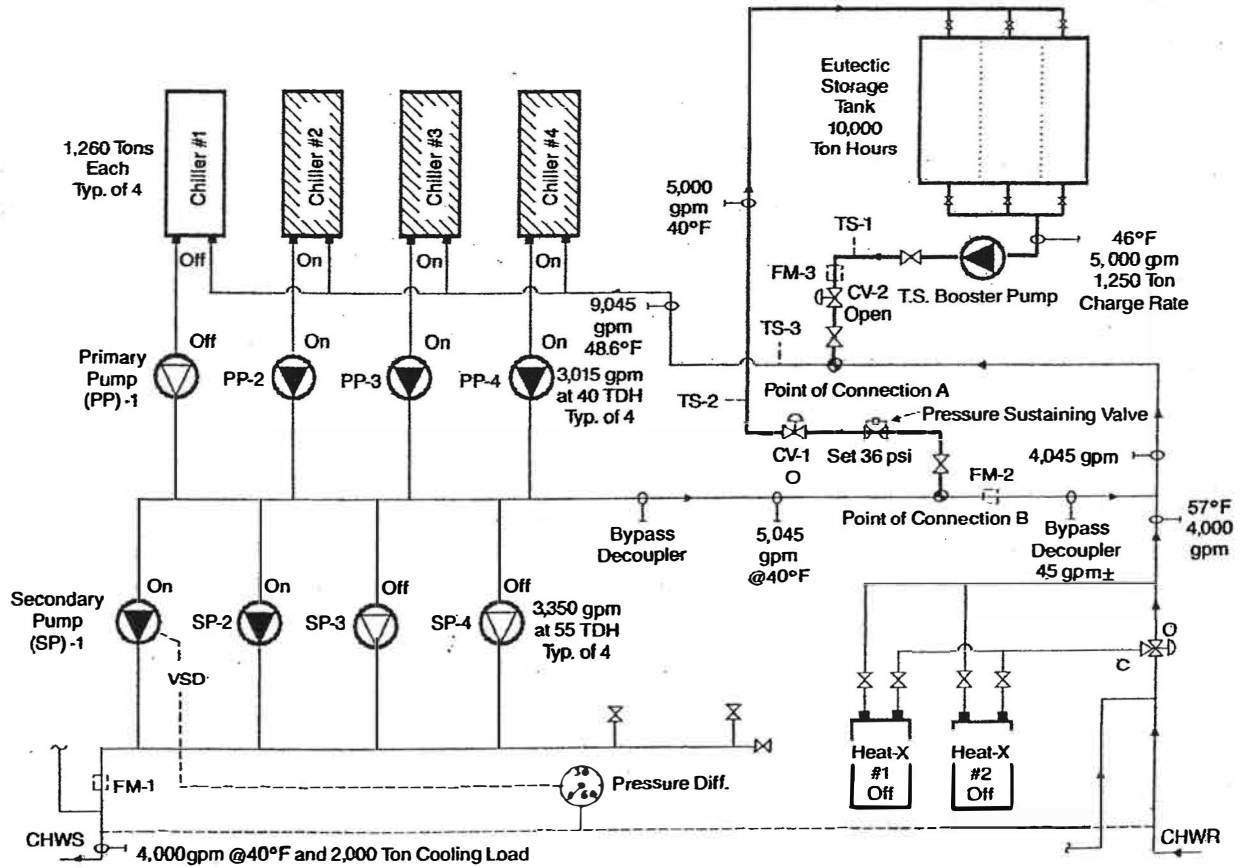 Eutectic
Storage
Tank
10,000
Ton Hours
1,260 Tons
Each
Typ. of 4
Chiller #1
Chiller #2
Chiller #3
Chiller #4
5,000
gpm
40°F
TS-1
46°F
5,000 gpm
1,250 Ton
Charge Rate
Off
On
On
On
FM-3
CV-2
Open
T.S. Booster Pump
9,045
gpm
48.6°F
TS-3
Off
On
On
On
Primary
Pump
(PP) -1
PP-2
PP-3
PP-4
3,015 gpm
at 40 TDH
Typ. of 4
Point of Connection A
TS-2
Pressure Sustaining Valve
CV-1
O
Set 36 psi
4,045 gpm
FM-2
Bypass
Decoupler
5,045
gpm
@40°F
Point of Connection B
Bypass
Decoupler
45 gpm±
57°F
4,000
gpm
On
On
Off
Off
Secondary
Pump
(SP) -1
SP-2
SP-3
SP-4
3,350 gpm
at 55 TDH
Typ. of 4
O
C
VSD
FM-1
Pressure Diff.
Heat-X
#1
Off
Heat-X
#2
Off
CHWS
4,000gpm @40°F and 2,000 Ton Cooling Load
CHWR